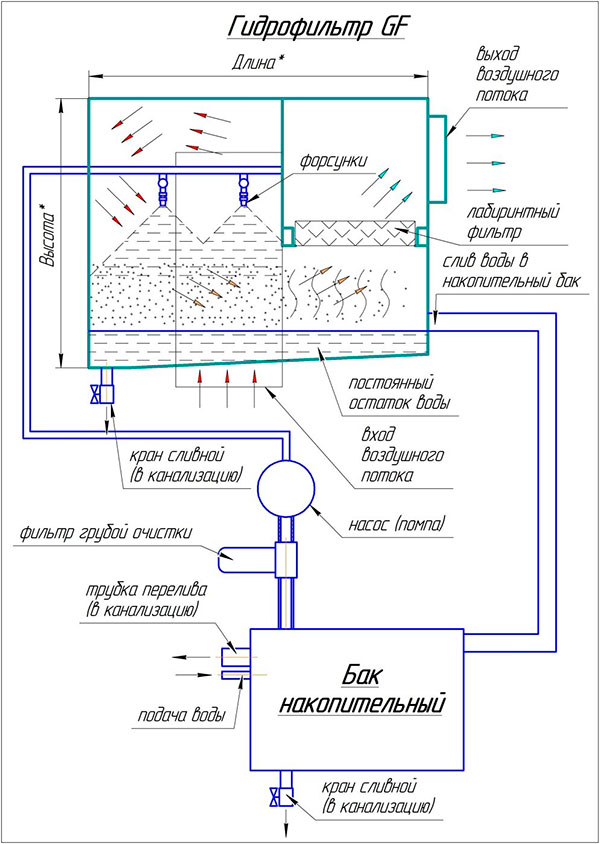 Гидрофильтр GF
Длина*
выход
воздушного
потока
форсунки
Высота*
лабиринтный
фильтр
слив воды в
накопительный бак
постоянный
остаток воды
кран сливной
(в канализацию)
вход
воздушного
потока
насос (помпа)
фильтр грубой очистки
трубка перелива
(в канализацию)
Бак
накопительный
подача воды
кран сливной
(в канализацию)